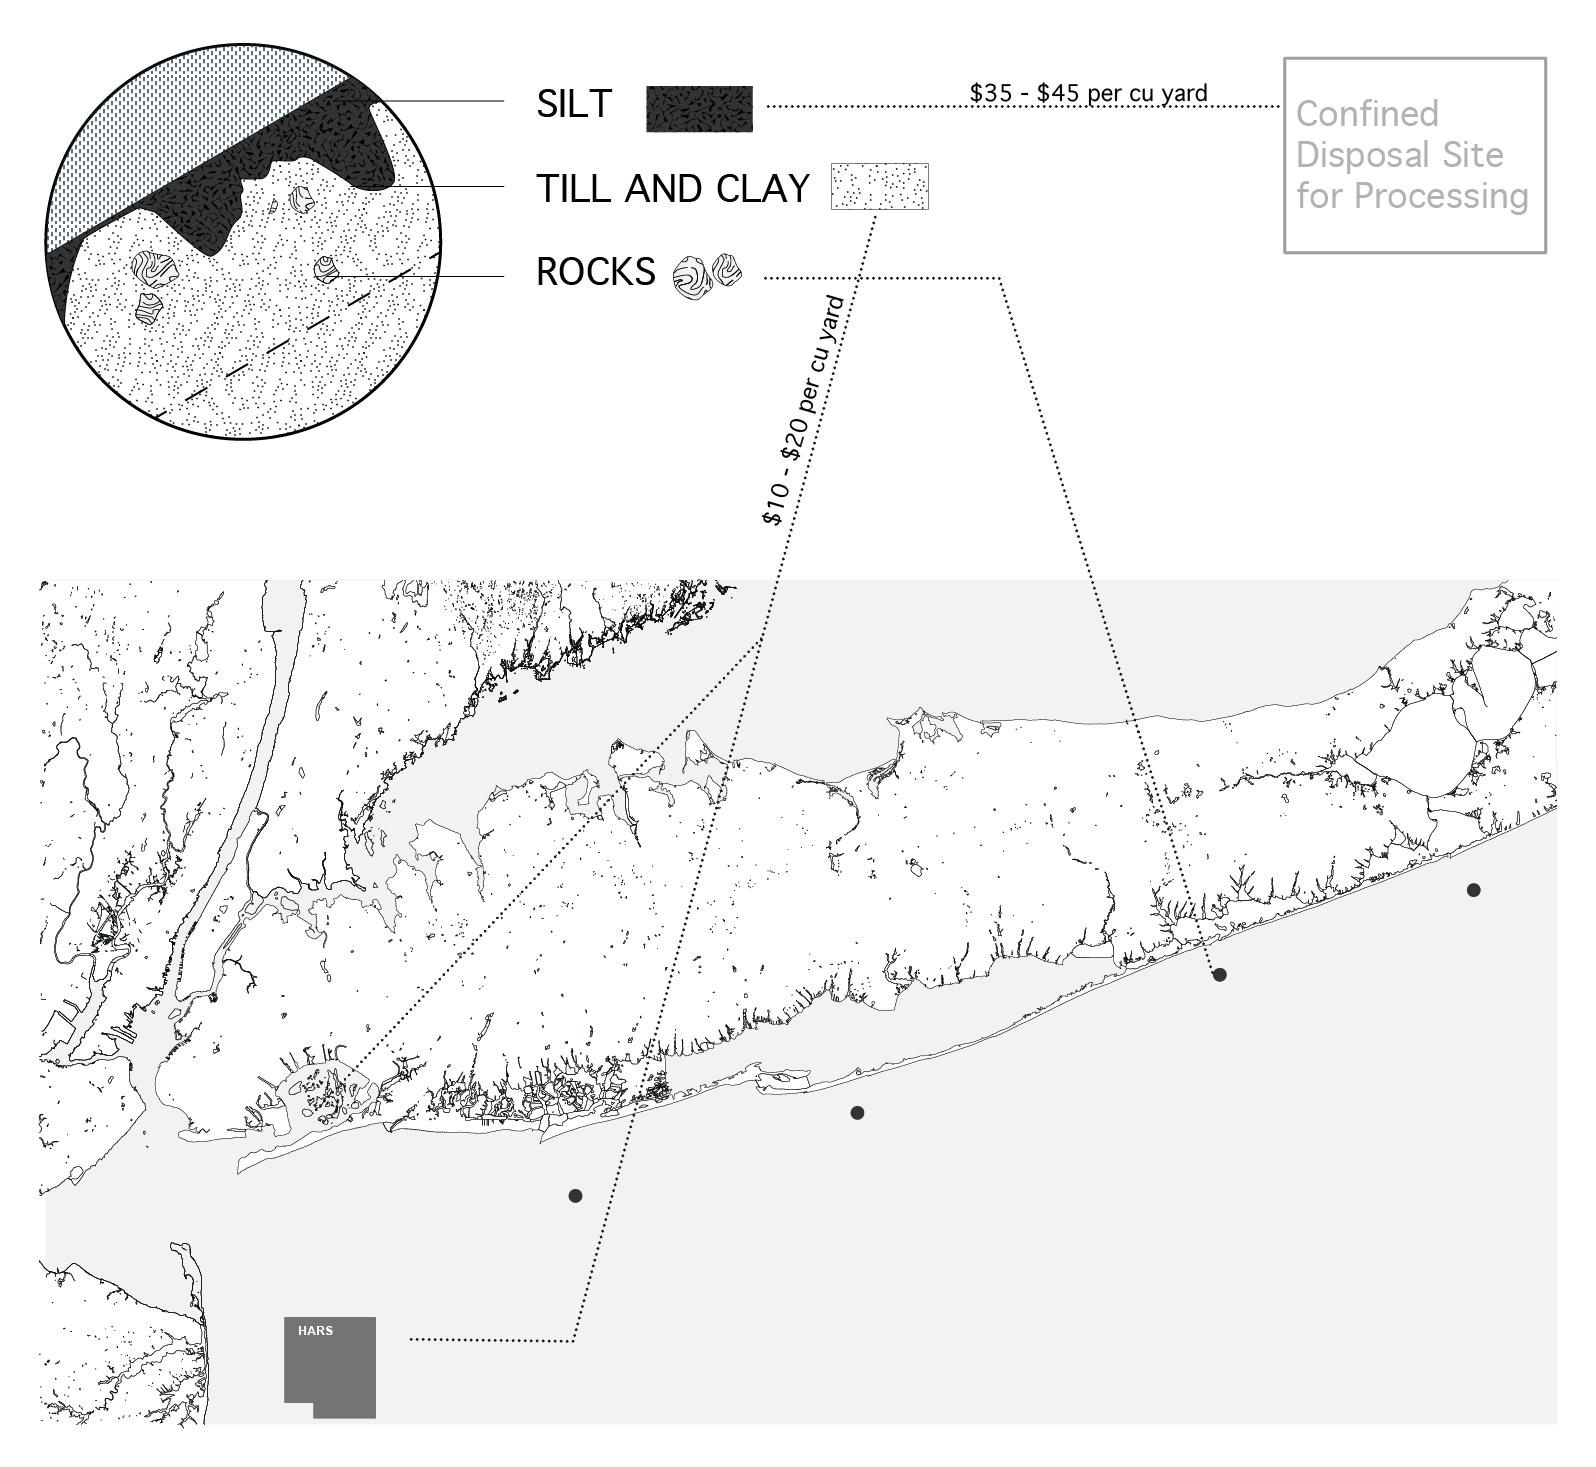 SILT
$35 - $45 per cu yard
Confined
Disposal Site
for Processing
TILL AND CLAY
ROCKS
$10 - $20 per cu yard
HARS